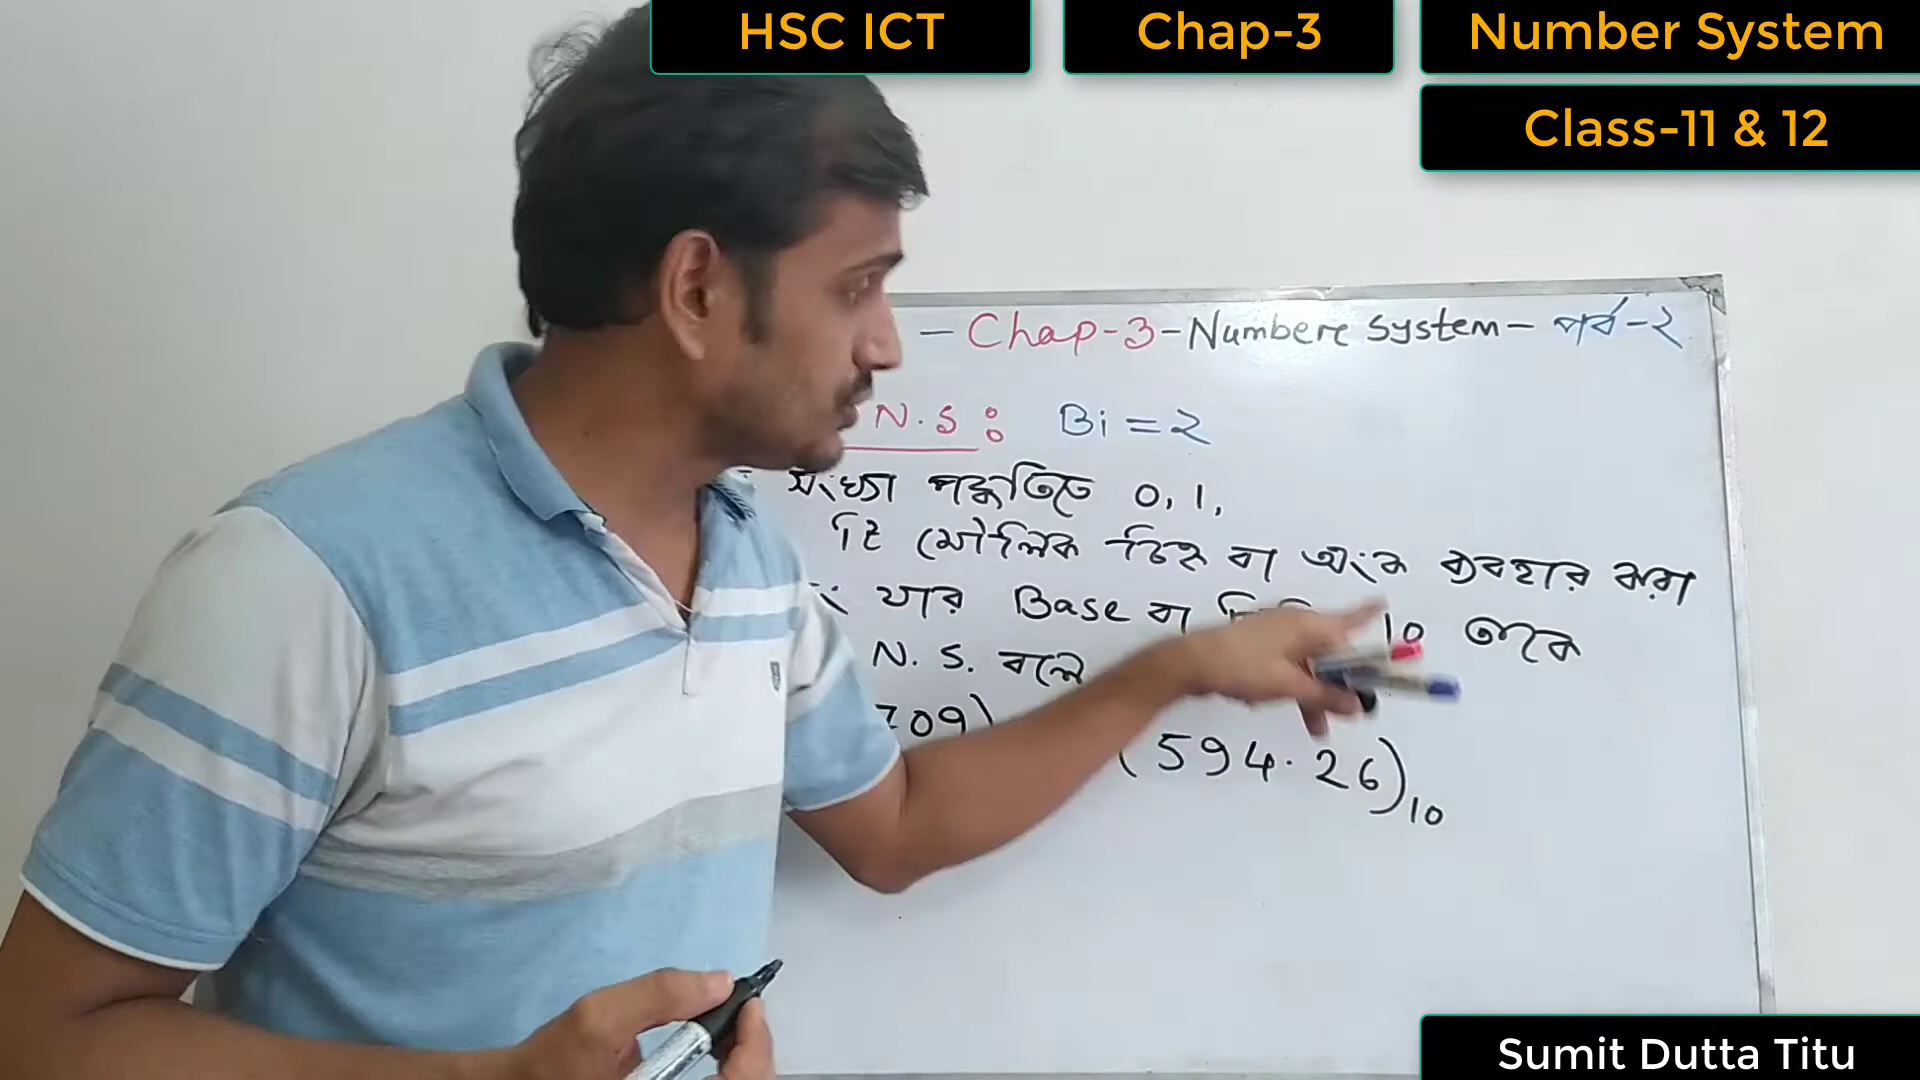 HSC ICT
Chap-3
Number System
Class-11 & 12
- Chap-3-Numbere System- পর্ব-২
N.S: Bi = 2
সংখ্যা পদ্ধতিতে 0, 1,
টি মৌলিক চিহ্ন বা অংক ব্যবহার করা
যার Base বা 10 তাকে
N. S. বলে
709)
(594.26)10
Sumit Dutta Titu